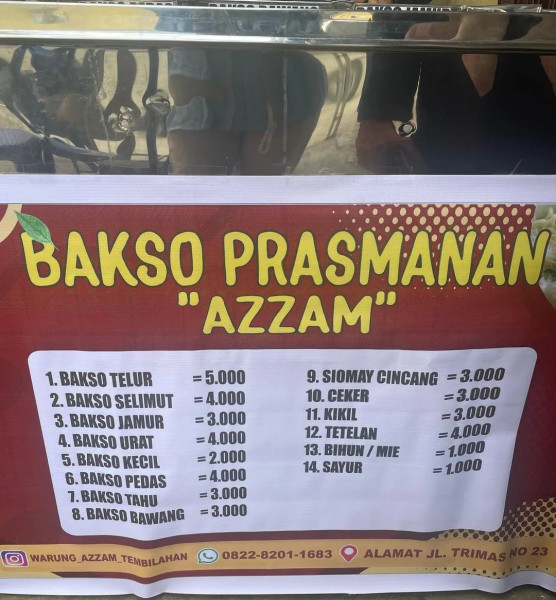 BAKSO PRASMANAN
"AZZAM"
1. BAKSO TELUR = 5.000
2. BAKSO SELIMUT = 4.000
3. BAKSO JAMUR = 3.000
4. BAKSO URAT = 4.000
5. BAKSO KECIL = 2.000
6. BAKSO PEDAS = 4.000
7. BAKSO TAHU = 3.000
8. BAKSO BAWANG = 3.000
9. SIOMAY CINCANG = 3.000
10. CEKER = 3.000
11. KIKIL = 3.000
12. TETELAN = 4.000
13. BIHUN / MIE = 1.000
14. SAYUR = 1.000
WARUNG_AZZAM_TEMBILAHAN 0822-8201-1683 ALAMAT JL. TRIMAS NO 23